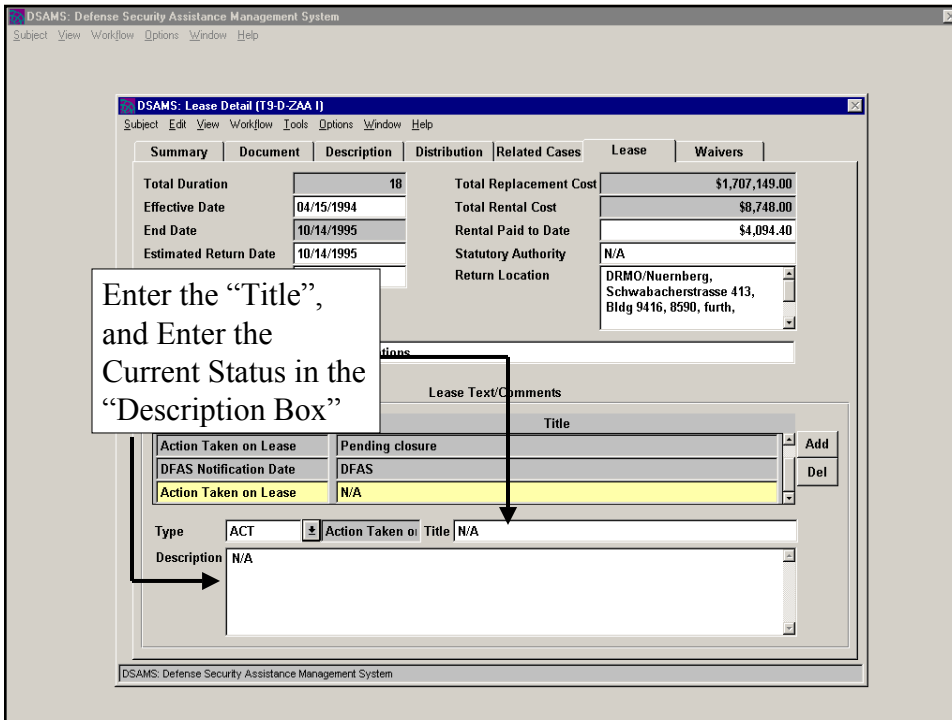 DSAMS: Defense Security Assistance Management System
Subject View Workflow Options Window Help
DSAMS: Lease Detail (T9-D-ZAA I)
Subject Edit View Workflow Tools Options Window Help
Summary Document Description Distribution Related Cases Lease Waivers
Total Duration 18 Total Replacement Cost $1,707,149.00
Effective Date 04/15/1994 Total Rental Cost $8,748.00
End Date 10/14/1995 Rental Paid to Date $4,094.40
Estimated Return Date 10/14/1995 Statutory Authority N/A
Return Location DRMO/Nuernberg,
Schwabacherstrasse 413,
Bldg 9416, 8590, furth,
Enter the “Title”,
and Enter the
Current Status in the
“Description Box”
Lease Text/Comments
Title
Action Taken on Lease Pending closure Add
DFAS Notification Date DFAS Del
Action Taken on Lease N/A
Type ACT Action Taken o Title N/A
Description N/A
DSAMS: Defense Security Assistance Management System